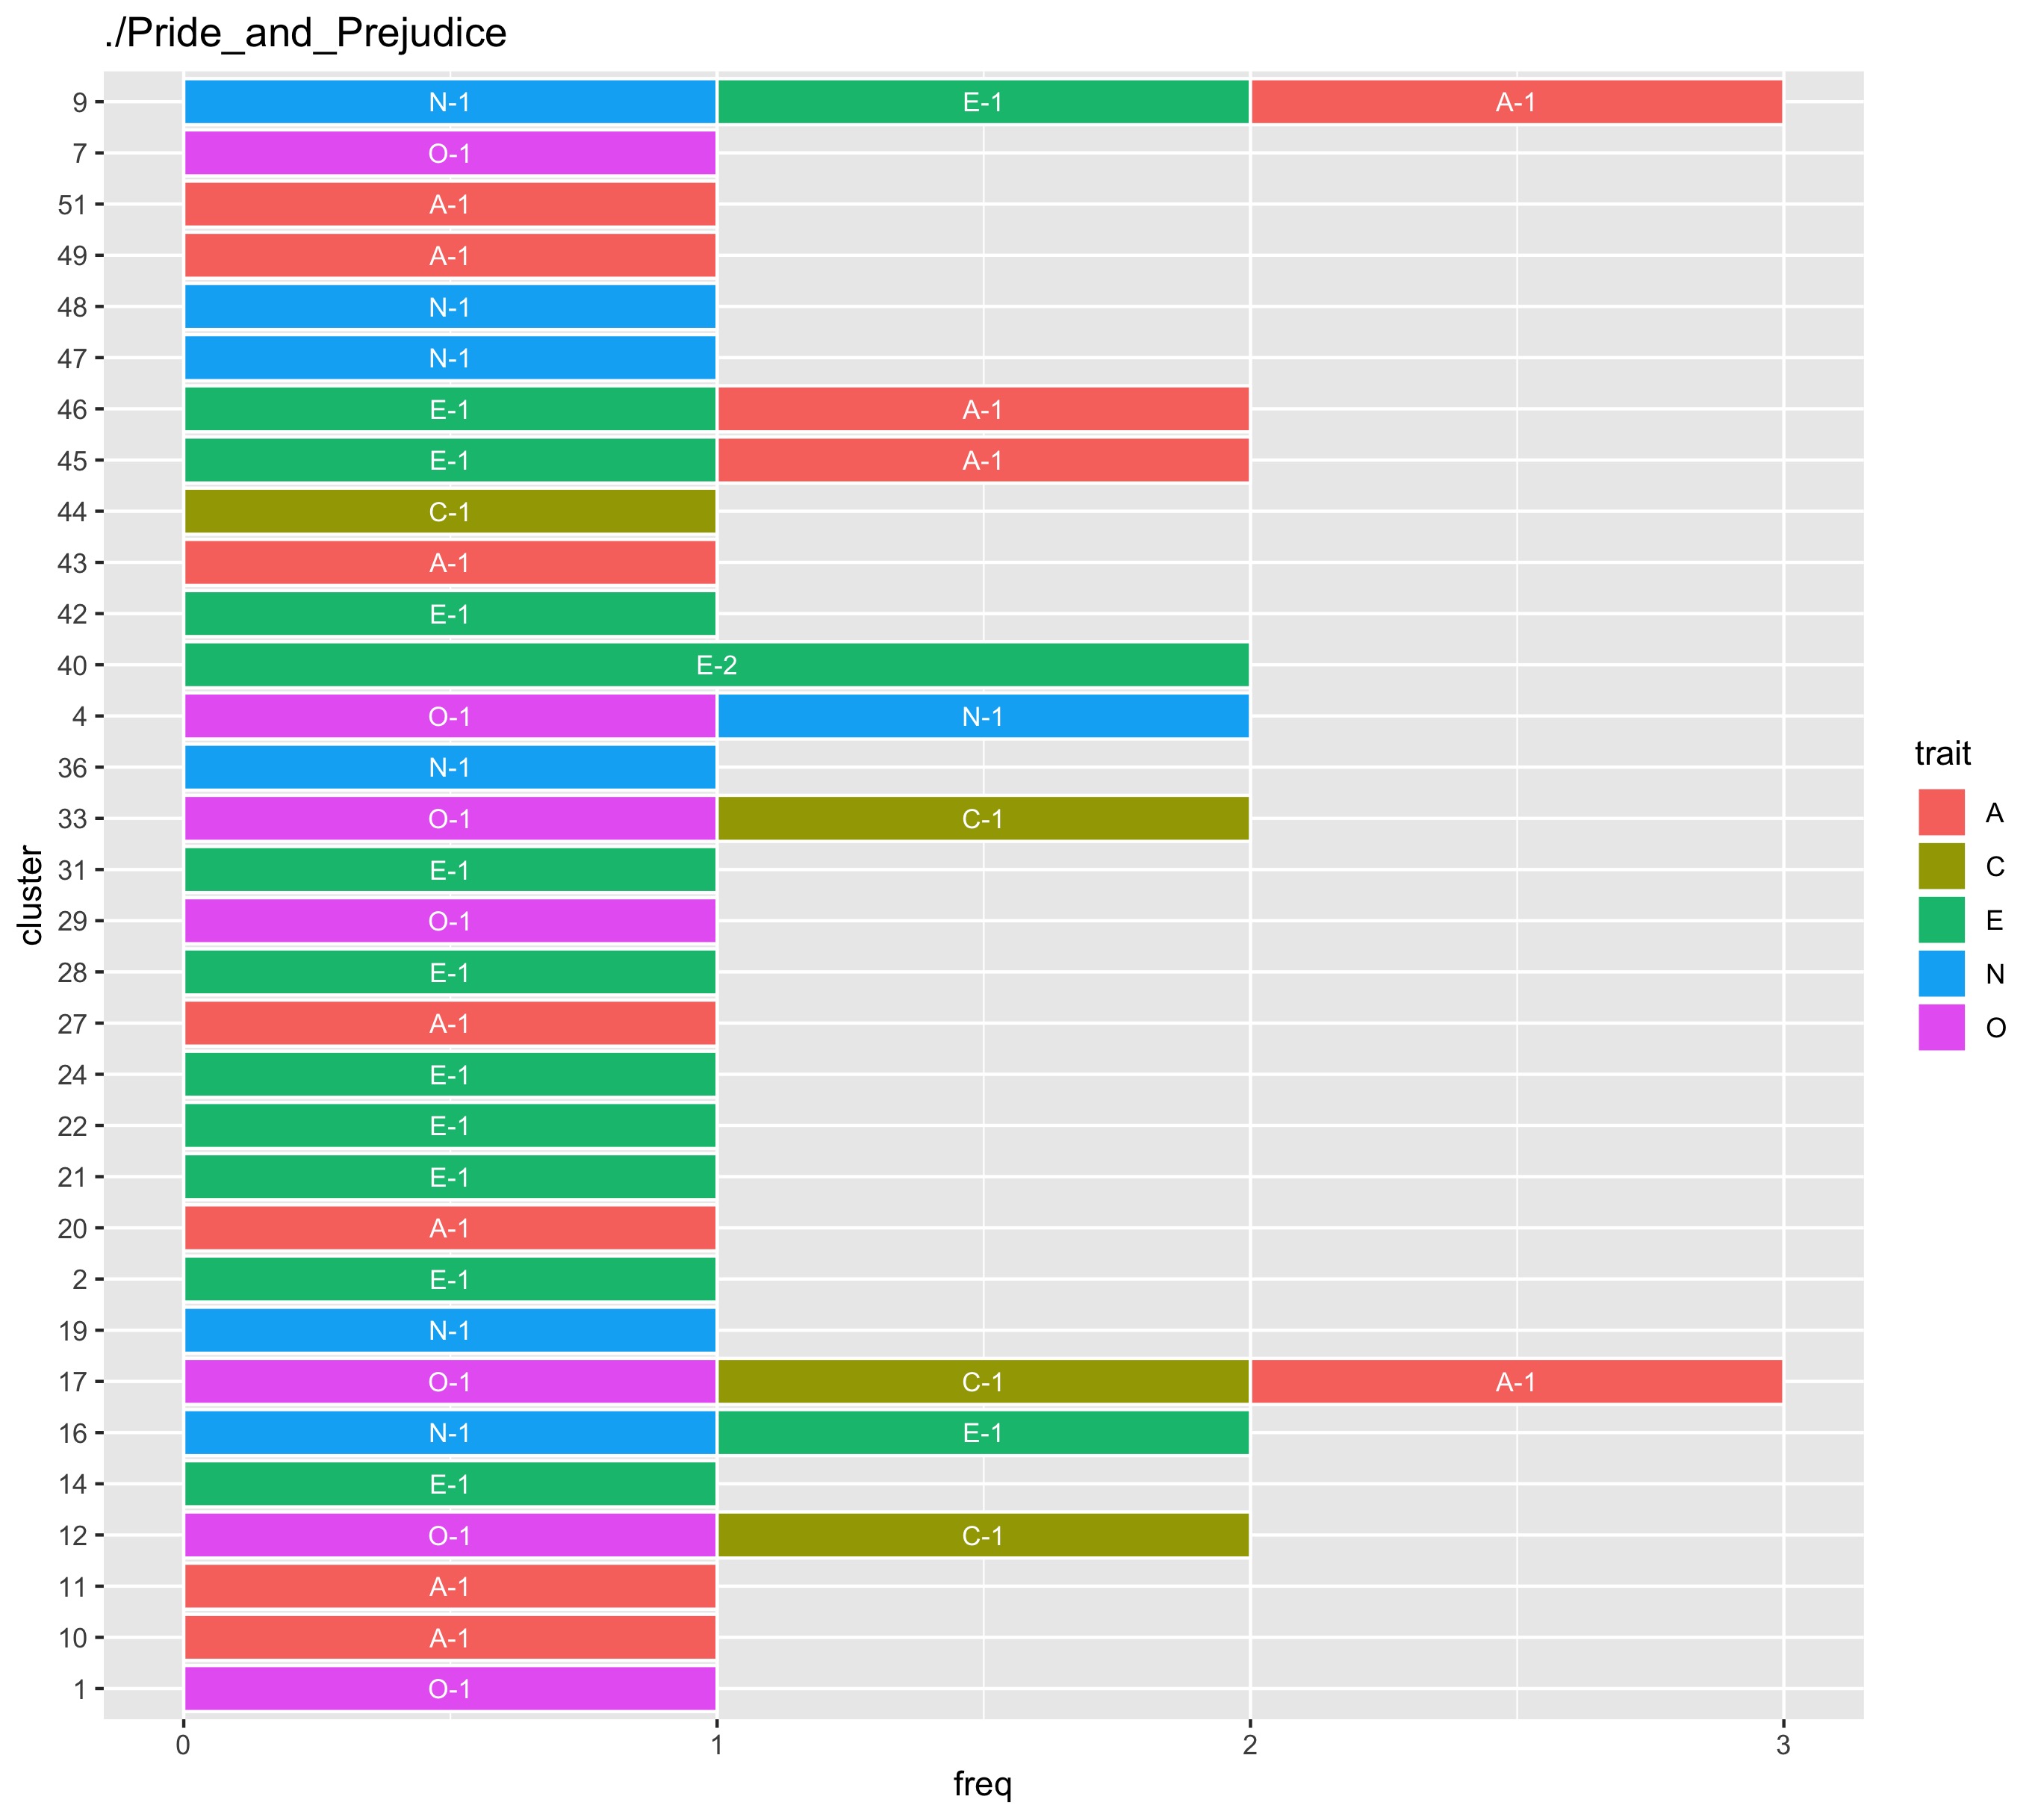 ./Pride_and_Prejudice
9 N-1 E-1 A-1
7 O-1
51 A-1
49 A-1
48 N-1
47 N-1
46 E-1 A-1
45 E-1 A-1
44 C-1
43 A-1
42 E-1
40 E-2
4 O-1 N-1
36 N-1
33 O-1 C-1
31 E-1
29 O-1
28 E-1
27 A-1
24 E-1
22 E-1
21 E-1
20 A-1
2 E-1
19 N-1
17 O-1 C-1 A-1
16 N-1 E-1
14 E-1
12 O-1 C-1
11 A-1
10 A-1
1 O-1
0 1 2 3
freq
cluster
trait
A
C
E
N
O